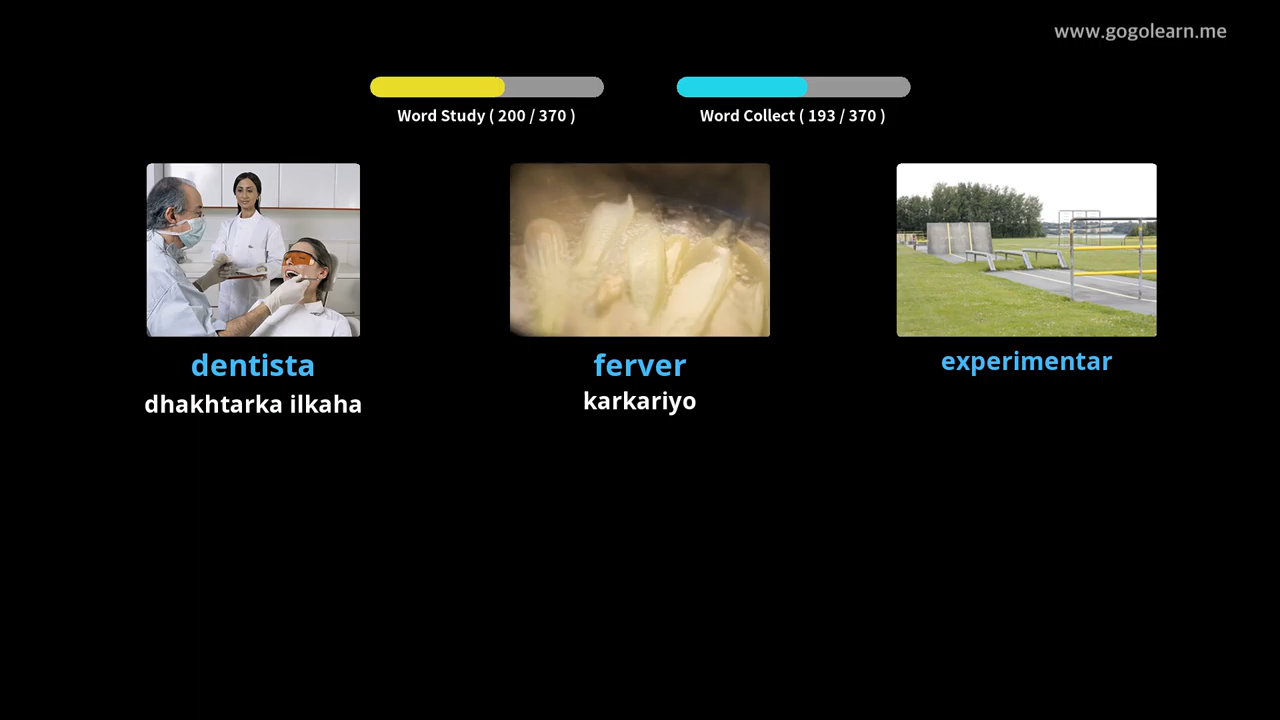 www.gogolearn.me
Word Study ( 200 / 370 )
Word Collect ( 193 / 370 )
dentista
dhakhtarka ilkaha
ferver
karkariyo
experimentar